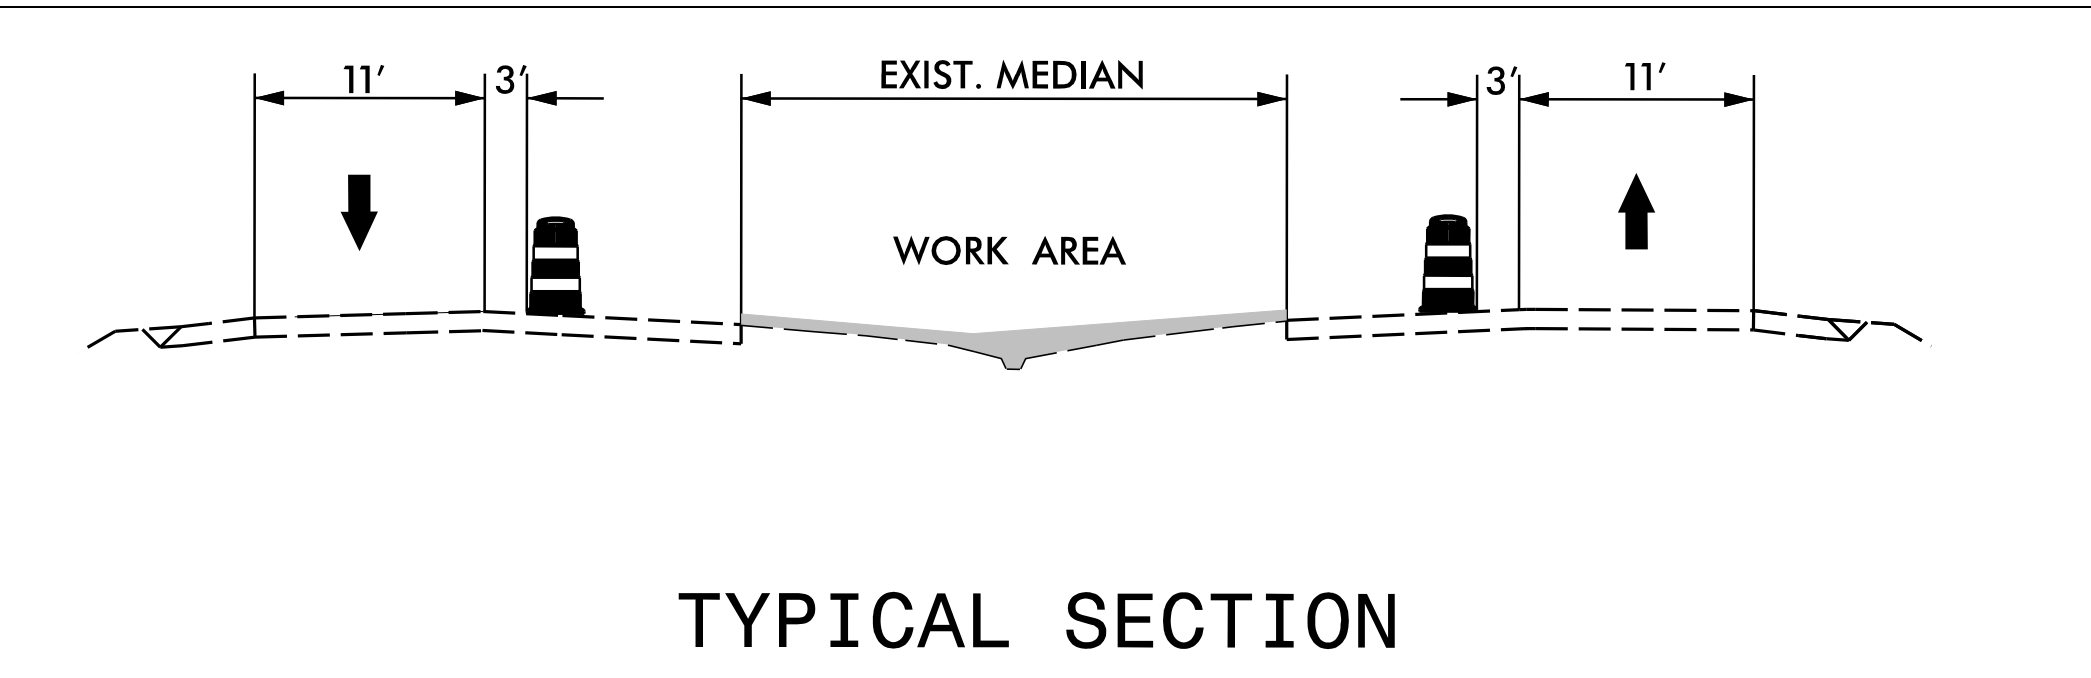 11' 3' EXIST. MEDIAN 3' 11'
WORK AREA
TYPICAL SECTION